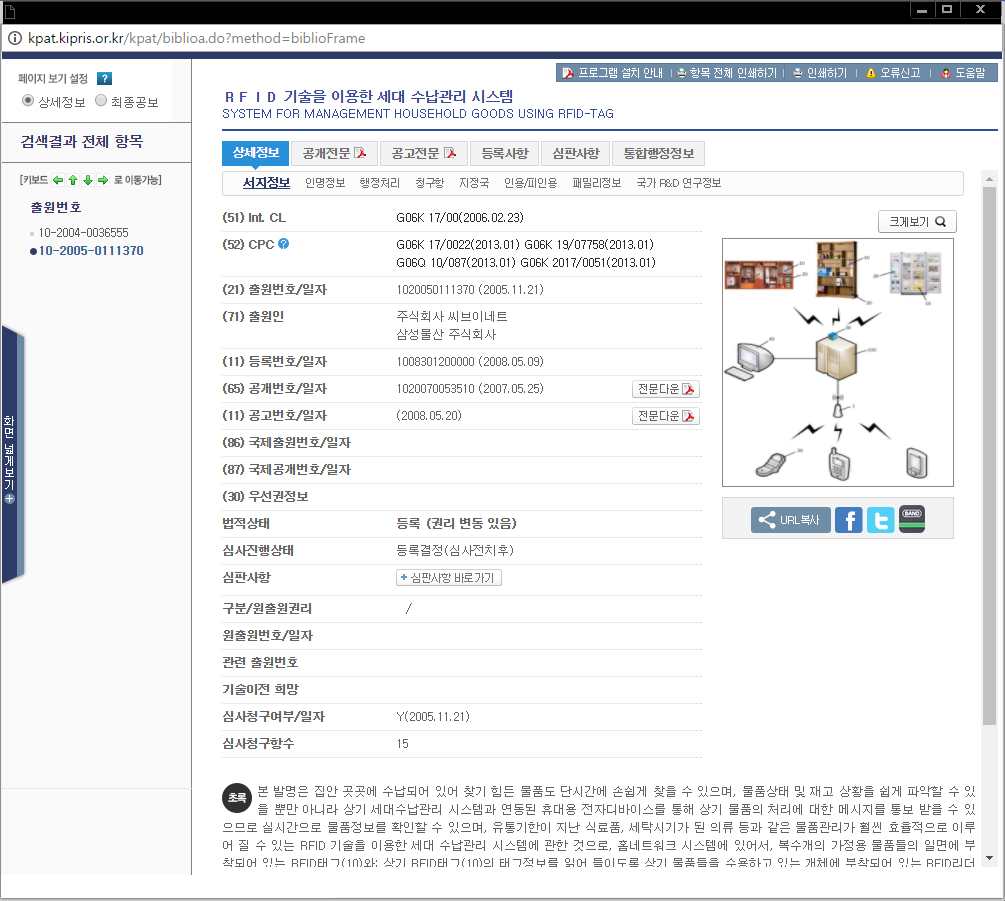 kpat.kipris.or.kr/kpat/biblioa.do?method=biblioFrame
페이지 보기 설정 ?
상세정보 최종공보
프로그램 설치 안내 항목 전체 인쇄하기 인쇄하기 오류신고 도움말
검색결과 전체 항목
[키보드 로 이동가능]
출원번호
10-2004-0036555
10-2005-0111370
화면 넓게보기
ＲＦＩＤ 기술을 이용한 세대 수납관리 시스템
SYSTEM FOR MANAGEMENT HOUSEHOLD GOODS USING RFID-TAG
상세정보 공개전문 공고전문 등록사항 심판사항 통합행정정보
서지정보 인명정보 행정처리 청구항 지정국 인용/피인용 패밀리정보 국가 R&D 연구정보
(51) Int. CL G06K 17/00(2006.02.23)
크게보기
(52) CPC ? G06K 17/0022(2013.01) G06K 19/07758(2013.01)
G06Q 10/087(2013.01) G06K 2017/0051(2013.01)
(21) 출원번호/일자 1020050111370 (2005.11.21)
(71) 출원인 주식회사 씨브이네트
삼성물산 주식회사
(11) 등록번호/일자 1008301200000 (2008.05.09)
(65) 공개번호/일자 1020070053510 (2007.05.25) 전문다운
(11) 공고번호/일자 (2008.05.20) 전문다운
(86) 국제출원번호/일자
(87) 국제공개번호/일자
(30) 우선권정보
법적상태 등록 (권리 변동 있음)
URL복사 BAND
심사진행상태 등록결정(심사전치후)
심판사항 + 심판사항 바로가기
구분/원출원권리 /
원출원번호/일자
관련 출원번호
기술이전 희망
심사청구여부/일자 Y(2005.11.21)
심사청구항수 15
초록 본 발명은 집안 곳곳에 수납되어 있어 찾기 힘든 물품도 단시간에 손쉽게 찾을 수 있으며, 물품상태 및 재고 상황을 쉽게 파악할 수 있
을 뿐만 아니라 상기 세대수납관리 시스템과 연동된 휴대용 전자디바이스를 통해 상기 물품의 처리에 대한 메시지를 통보 받을 수 있
으므로 실시간으로 물품정보를 확인할 수 있으며, 유통기한이 지난 식료품, 세탁시기가 된 의류 등과 같은 물품관리가 훨씬 효율적으로 이루
어 질 수 있는 RFID 기술을 이용한 세대 수납관리 시스템에 관한 것으로, 홈네트워크 시스템에 있어서, 복수개의 가정용 물품들의 일면에 부
착되어 있는 RFID태그(10)와; 상기 RFID태그(10)의 태그정보를 읽어 들이도록 상기 물품들을 수용하고 있는 개체에 부착되어 있는 RFID리더